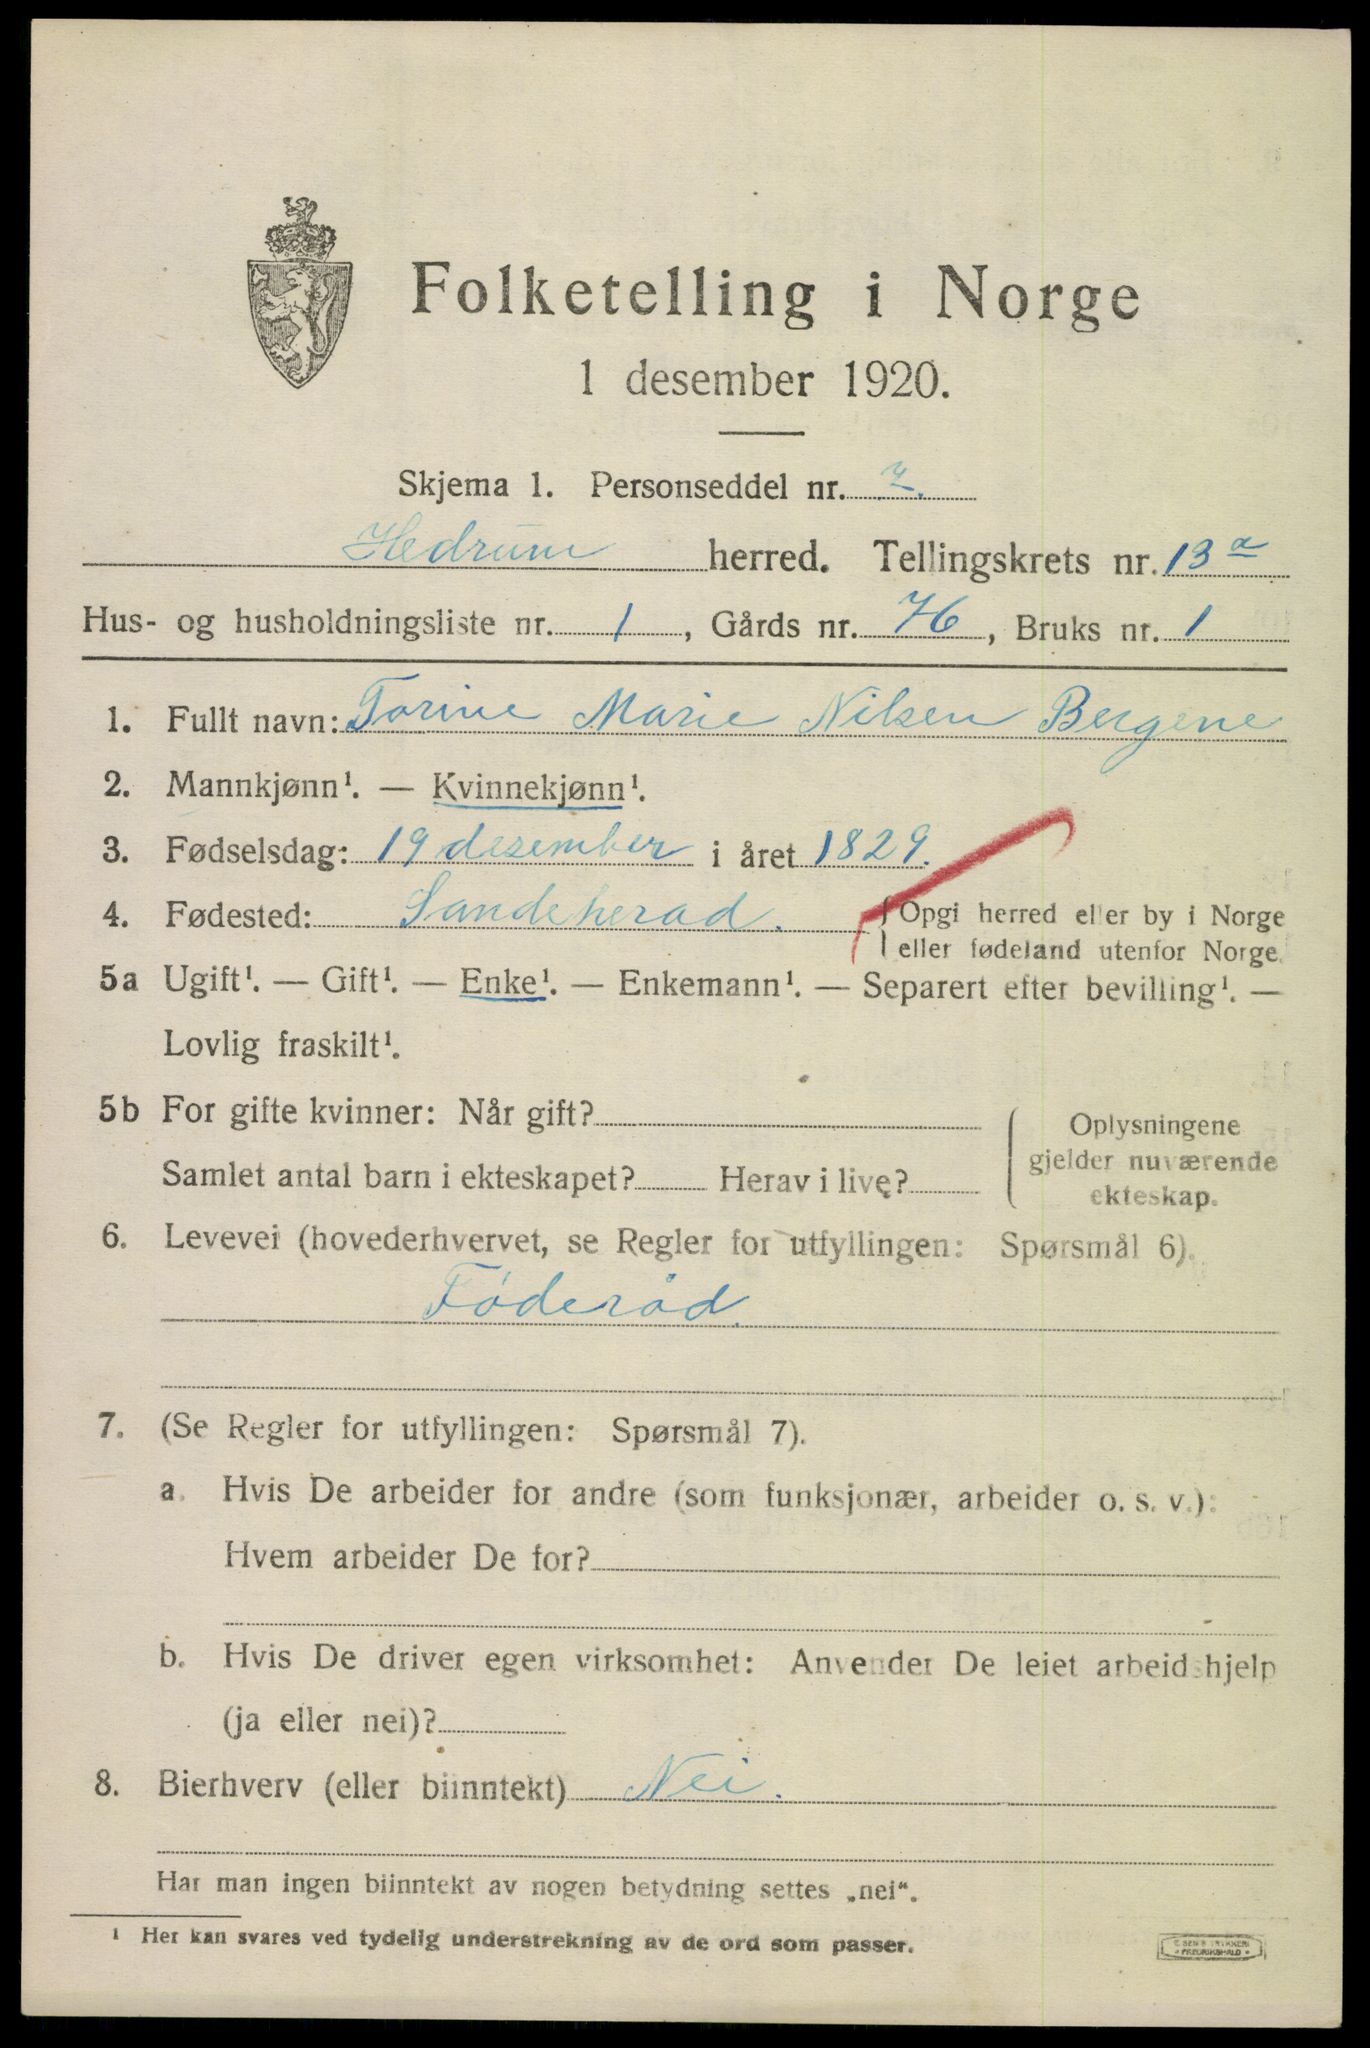 Folketelling i Norge
1 desember 1920.
Skjema 1. Personseddel nr. 7.
Hedrum herred. Tellingskrets nr. 13 a
Hus- og husholdningsliste nr. 1, Gårds nr. 76, Bruks nr. 1
1. Fullt navn: Torine Marie Nilsen Bergene
2. Mannkjønn¹. — Kvinnekjønn¹.
3. Fødselsdag: 19 desember i året 1829.
4. Fødested: Sandeherad. { Opgi herred eller by i Norge
eller fødeland utenfor Norge.
5a Ugift¹. — Gift¹. — Enke¹. — Enkemann¹. — Separert efter bevilling¹. —
Lovlig fraskilt¹.
5b For gifte kvinner: Når gift?
Samlet antal barn i ekteskapet? Herav i live?
Oplysningene
gjelder nuværende
ekteskap.
6. Levevei (hovederhvervet, se Regler for utfyllingen: Spørsmål 6).
Föderåd.
7. (Se Regler for utfyllingen: Spørsmål 7).
a. Hvis De arbeider for andre (som funksjonær, arbeider o. s. v.):
Hvem arbeider De for?
b. Hvis De driver egen virksomhet: Anvender De leiet arbeidshjelp
(ja eller nei)?
8. Bierhverv (eller biinntekt) Nei.
Har man ingen biinntekt av nogen betydning settes „nei“.
¹ Her kan svares ved tydelig understrekning av de ord som passer.
TRYKKERI
FREDRIKSHALD